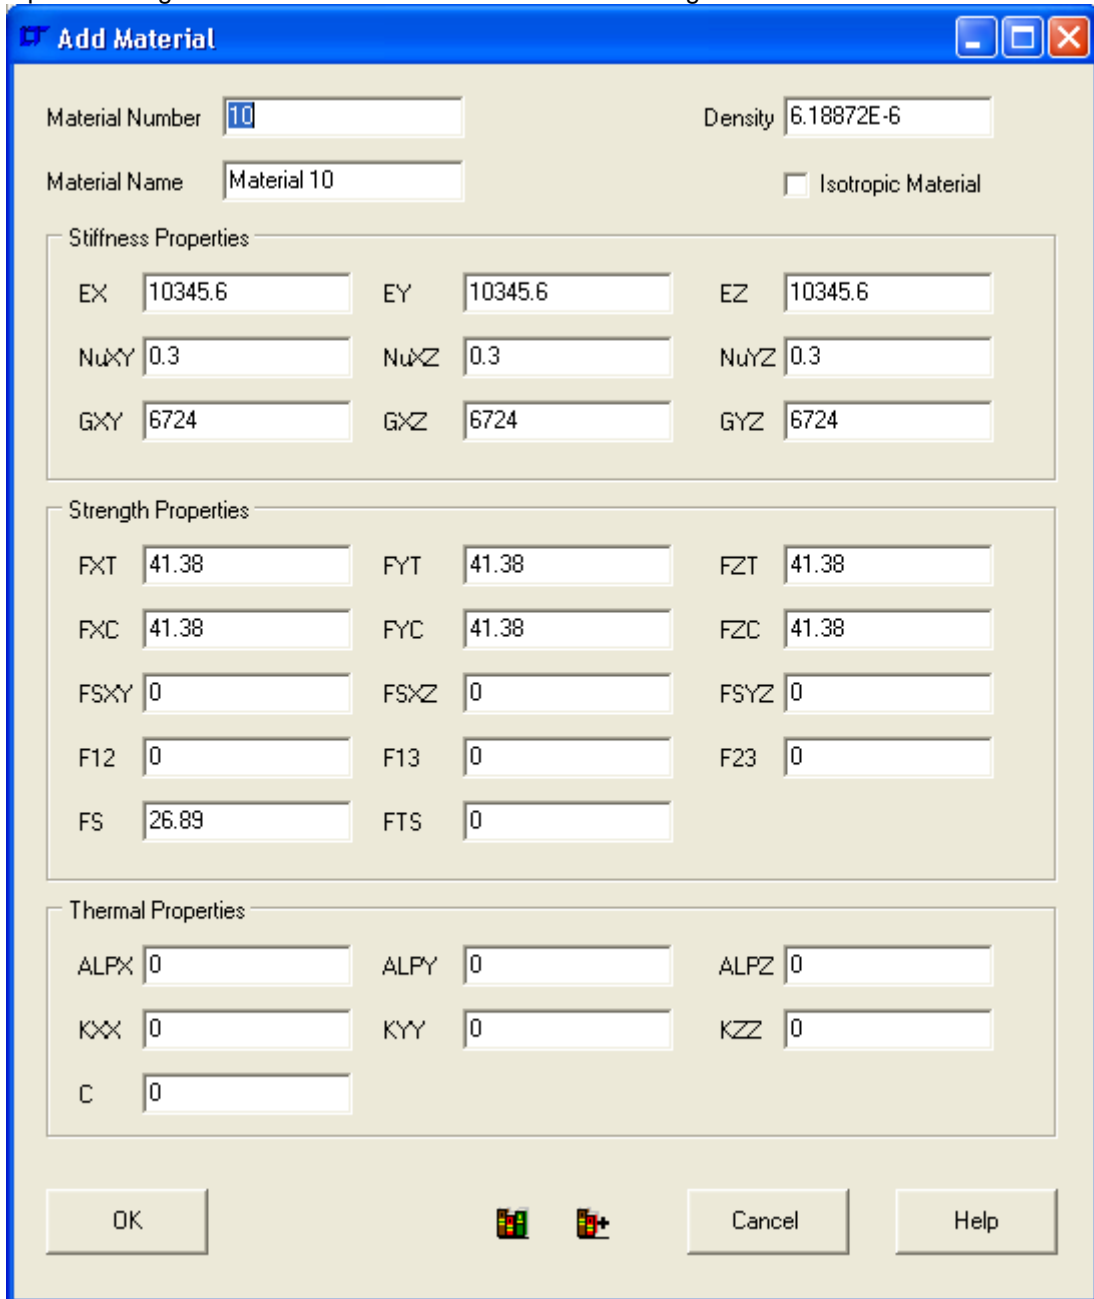 Add Material
Material Number 10 Density 6.18872E-6
Material Name Material 10 Isotropic Material
Stiffness Properties
EX 10345.6 EY 10345.6 EZ 10345.6
NuXY 0.3 NuXZ 0.3 NuYZ 0.3
GXY 6724 GXZ 6724 GYZ 6724
Strength Properties
FXT 41.38 FYT 41.38 FZT 41.38
FXC 41.38 FYC 41.38 FZC 41.38
FSXY 0 FSXZ 0 FSYZ 0
F12 0 F13 0 F23 0
FS 26.89 FTS 0
Thermal Properties
ALPX 0 ALPY 0 ALPZ 0
KXX 0 KYY 0 KZZ 0
C 0
OK Cancel Help